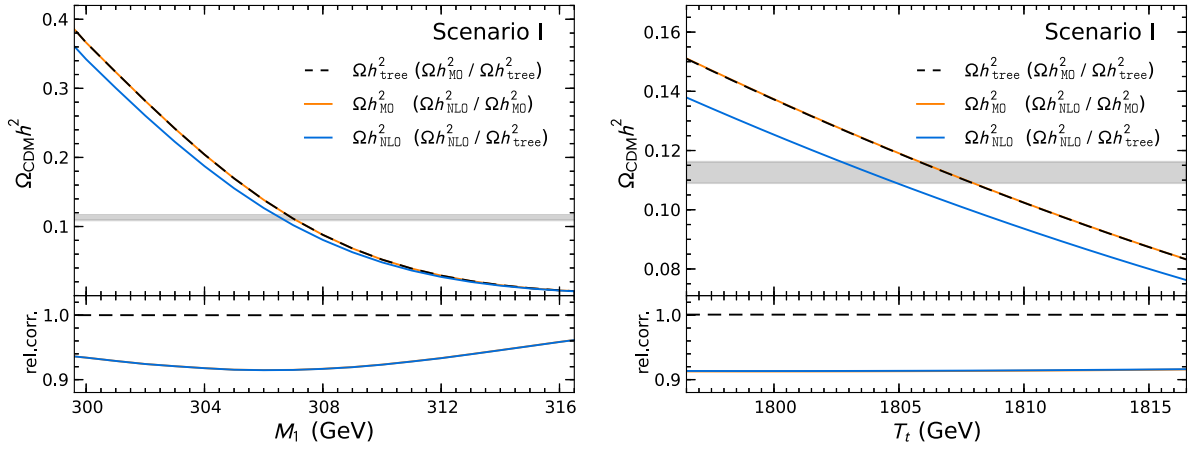 Scenario I
Ωh²tree (Ωh²MO / Ωh²tree)
Ωh²MO (Ωh²NLO / Ωh²MO)
Ωh²NLO (Ωh²NLO / Ωh²tree)
ΩCDMh²
0.4
0.3
0.2
0.1
rel.corr.
1.0
0.9
300 304 308 312 316
M₁ (GeV)
Scenario I
Ωh²tree (Ωh²MO / Ωh²tree)
Ωh²MO (Ωh²NLO / Ωh²MO)
Ωh²NLO (Ωh²NLO / Ωh²tree)
ΩCDMh²
0.16
0.14
0.12
0.10
0.08
rel.corr.
1.0
0.9
1800 1805 1810 1815
Tₜ (GeV)